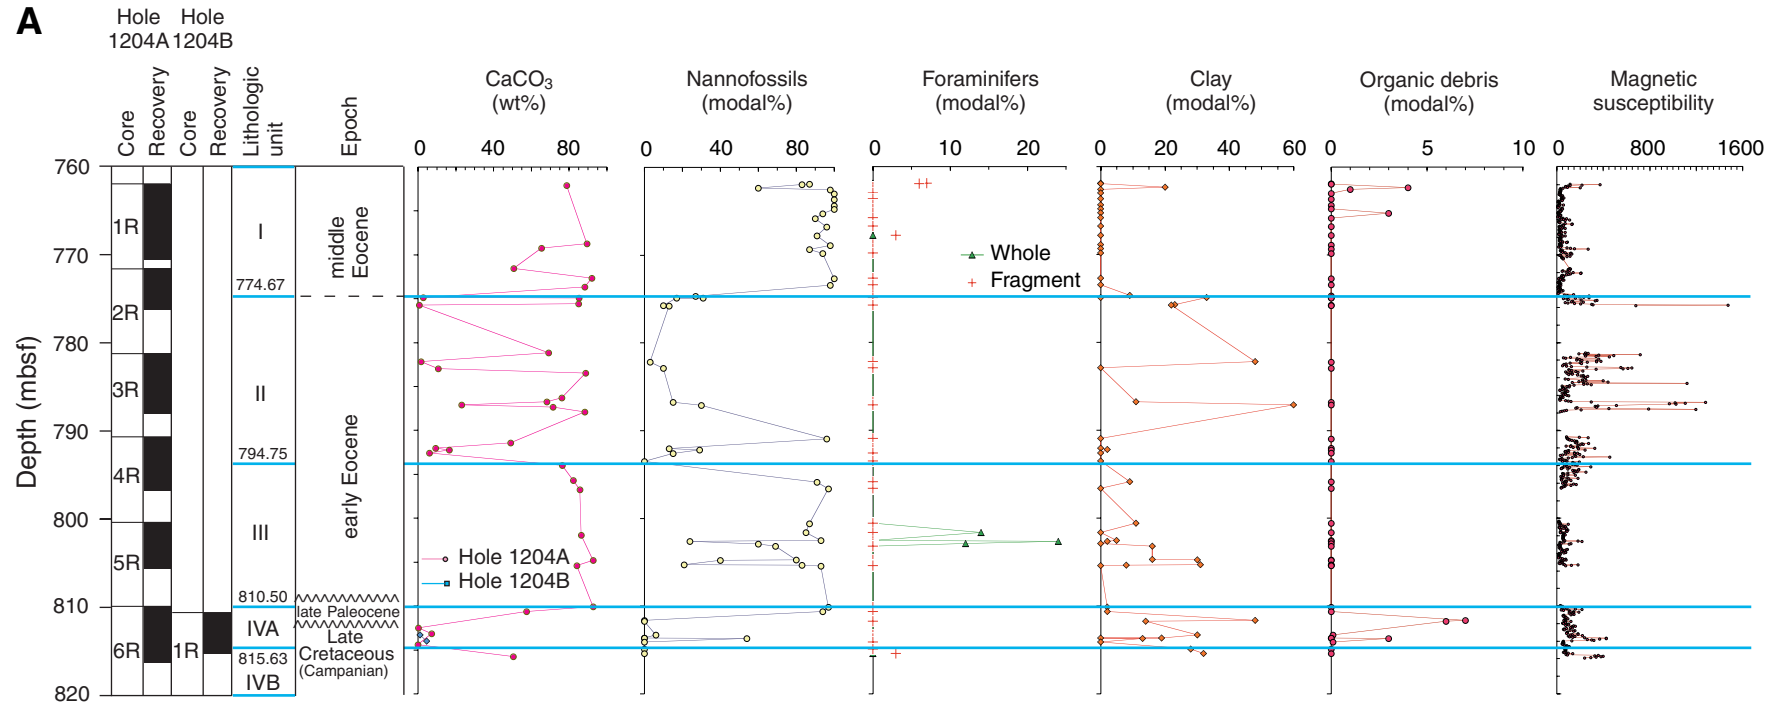 A
Hole Hole
1204A 1204B
Core
Recovery
Core
Recovery
Lithologic
unit
Epoch
CaCO3
(wt%)
Nannofossils
(modal%)
Foraminifers
(modal%)
Clay
(modal%)
Organic debris
(modal%)
Magnetic
susceptibility
0 40 80
0 40 80
0 10 20
0 20 40 60
0 5 10
0 800 1600
Depth (mbsf)
760
770
780
790
800
810
820
1R
2R
3R
4R
5R
6R
1R
I
774.67
II
794.75
III
810.50
IVA
815.63
IVB
middle
Eocene
early Eocene
late Paleocene
Late
Cretaceous
(Campanian)
Hole 1204A
Hole 1204B
Whole
Fragment